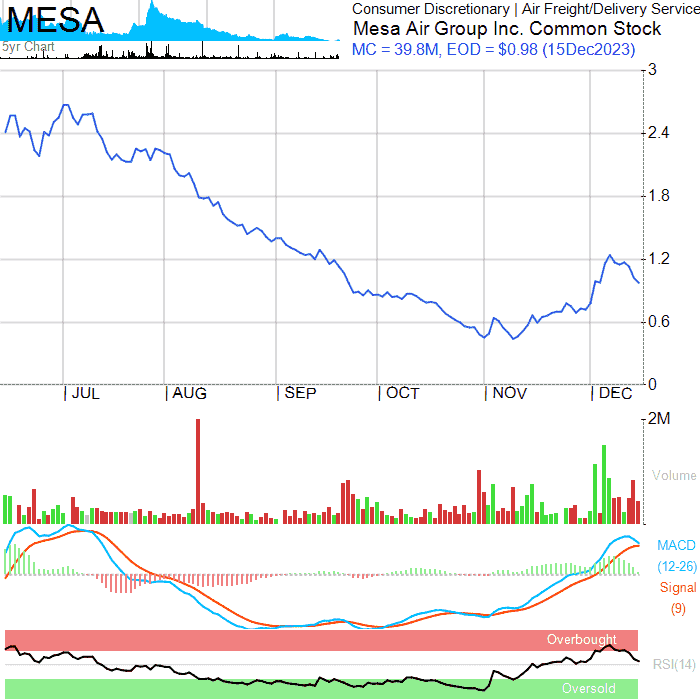 MESA
5yr Chart
Consumer Discretionary | Air Freight/Delivery Service
Mesa Air Group Inc. Common Stock
MC = 39.8M, EOD = $0.98 (15Dec2023)
3
2.4
1.8
1.2
0.6
0
| JUL | AUG | SEP | OCT | NOV | DEC
2M
Volume
MACD
(12-26)
Signal
(9)
Overbought
RSI(14)
Oversold